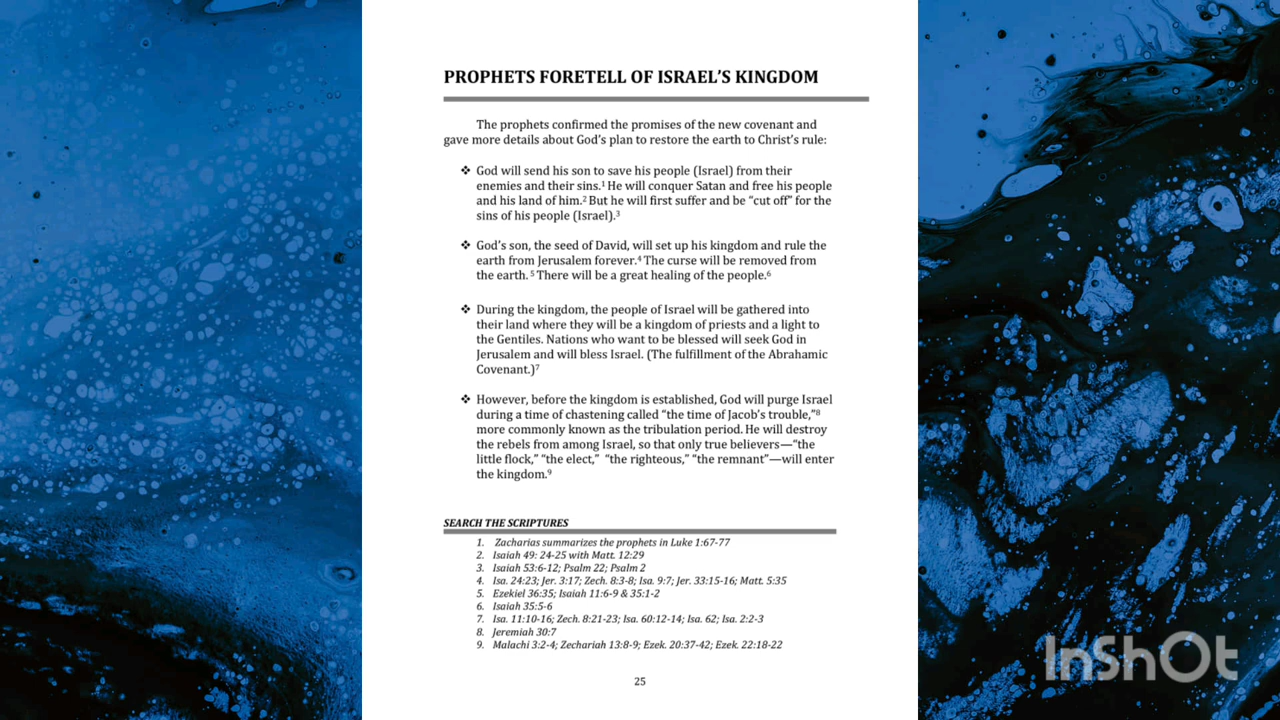 PROPHETS FORETELL OF ISRAEL’S KINGDOM
The prophets confirmed the promises of the new covenant and
gave more details about God’s plan to restore the earth to Christ’s rule:
❖ God will send his son to save his people (Israel) from their
enemies and their sins.¹ He will conquer Satan and free his people
and his land of him.² But he will first suffer and be “cut off” for the
sins of his people (Israel).³
❖ God’s son, the seed of David, will set up his kingdom and rule the
earth from Jerusalem forever.⁴ The curse will be removed from
the earth. ⁵ There will be a great healing of the people.⁶
❖ During the kingdom, the people of Israel will be gathered into
their land where they will be a kingdom of priests and a light to
the Gentiles. Nations who want to be blessed will seek God in
Jerusalem and will bless Israel. (The fulfillment of the Abrahamic
Covenant.)⁷
❖ However, before the kingdom is established, God will purge Israel
during a time of chastening called “the time of Jacob’s trouble,”⁸
more commonly known as the tribulation period. He will destroy
the rebels from among Israel, so that only true believers—“the
little flock,” “the elect,” “the righteous,” “the remnant”—will enter
the kingdom.⁹
SEARCH THE SCRIPTURES
1. Zacharias summarizes the prophets in Luke 1:67-77
2. Isaiah 49: 24-25 with Matt. 12:29
3. Isaiah 53:6-12; Psalm 22; Psalm 2
4. Isa. 24:23; Jer. 3:17; Zech. 8:3-8; Isa. 9:7; Jer. 33:15-16; Matt. 5:35
5. Ezekiel 36:35; Isaiah 11:6-9 & 35:1-2
6. Isaiah 35:5-6
7. Isa. 11:10-16; Zech. 8:21-23; Isa. 60:12-14; Isa. 62; Isa. 2:2-3
8. Jeremiah 30:7
9. Malachi 3:2-4; Zechariah 13:8-9; Ezek. 20:37-42; Ezek. 22:18-22
25
InShOt